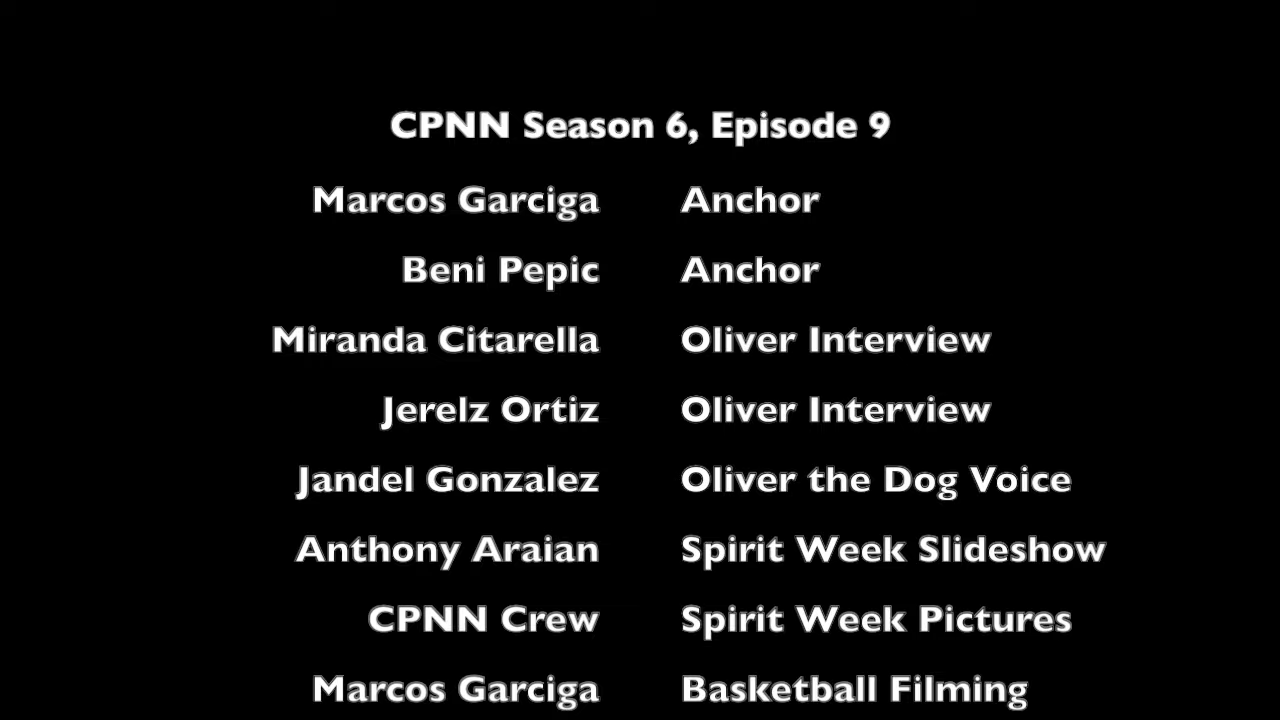 CPNN Season 6, Episode 9
Marcos Garciga Anchor
Beni Pepic Anchor
Miranda Citarella Oliver Interview
Jerelz Ortiz Oliver Interview
Jandel Gonzalez Oliver the Dog Voice
Anthony Araian Spirit Week Slideshow
CPNN Crew Spirit Week Pictures
Marcos Garciga Basketball Filming